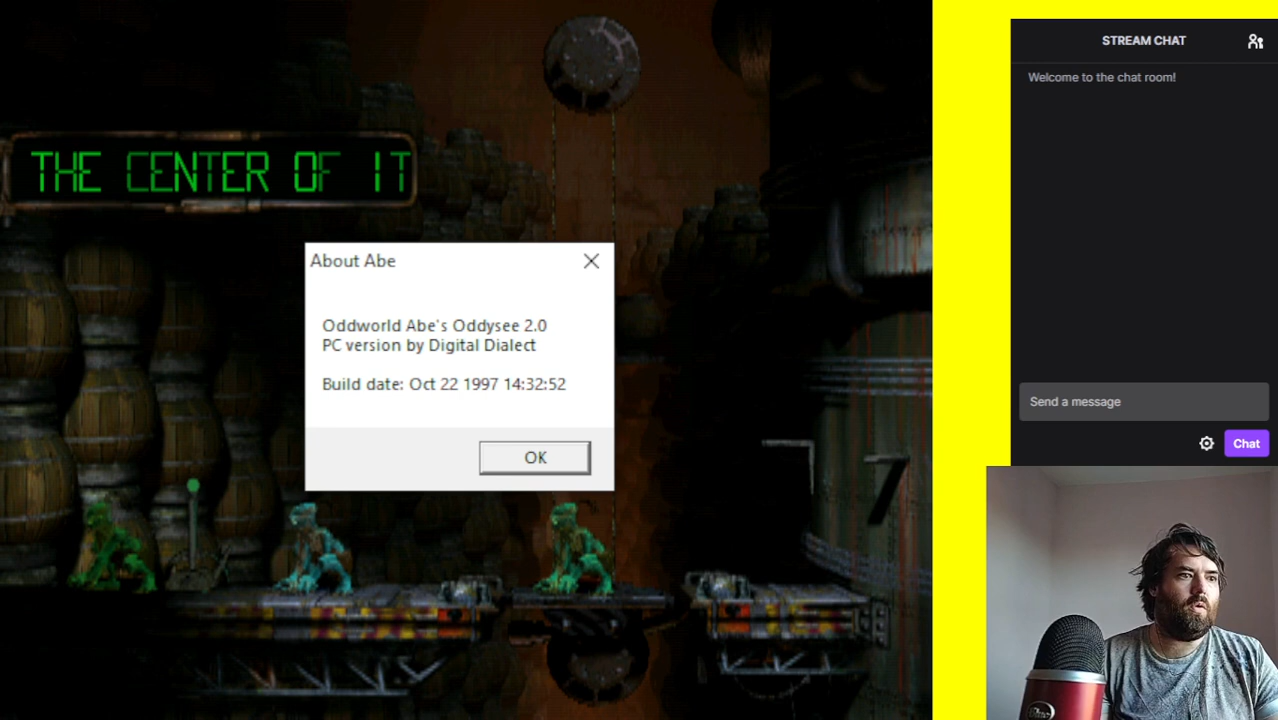 THE CENTER OF IT
About Abe
Oddworld Abe's Oddysee 2.0
PC version by Digital Dialect
Build date: Oct 22 1997 14:32:52
OK
STREAM CHAT
Welcome to the chat room!
Send a message
Chat
Blue